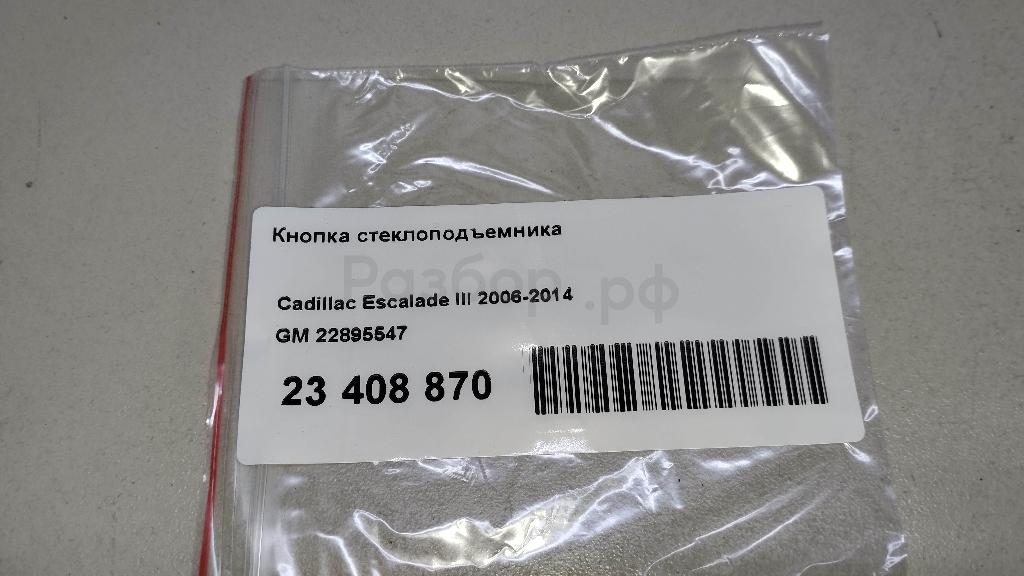 Кнопка стеклоподъемника
Разбор.рф
Cadillac Escalade III 2006-2014
GM 22895547
23 408 870